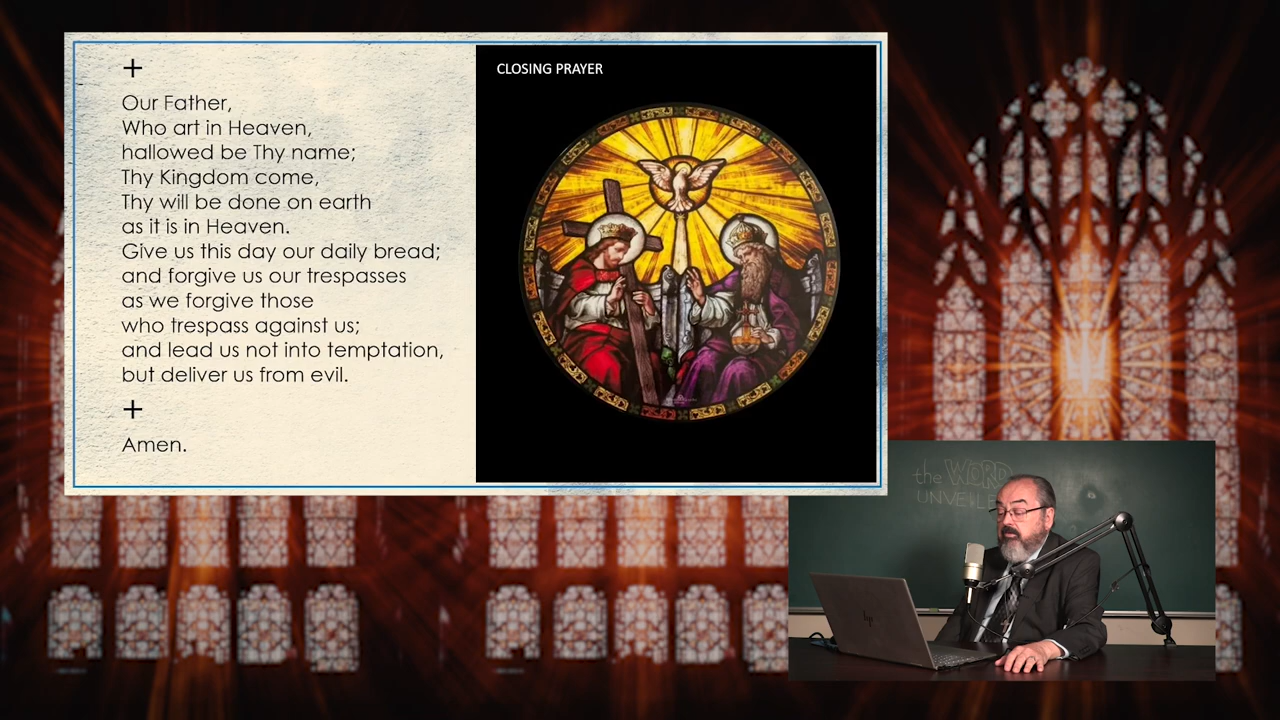 +
Our Father,
Who art in Heaven,
hallowed be Thy name;
Thy Kingdom come,
Thy will be done on earth
as it is in Heaven.
Give us this day our daily bread;
and forgive us our trespasses
as we forgive those
who trespass against us;
and lead us not into temptation,
but deliver us from evil.
+
Amen.
CLOSING PRAYER
the WORD
hp